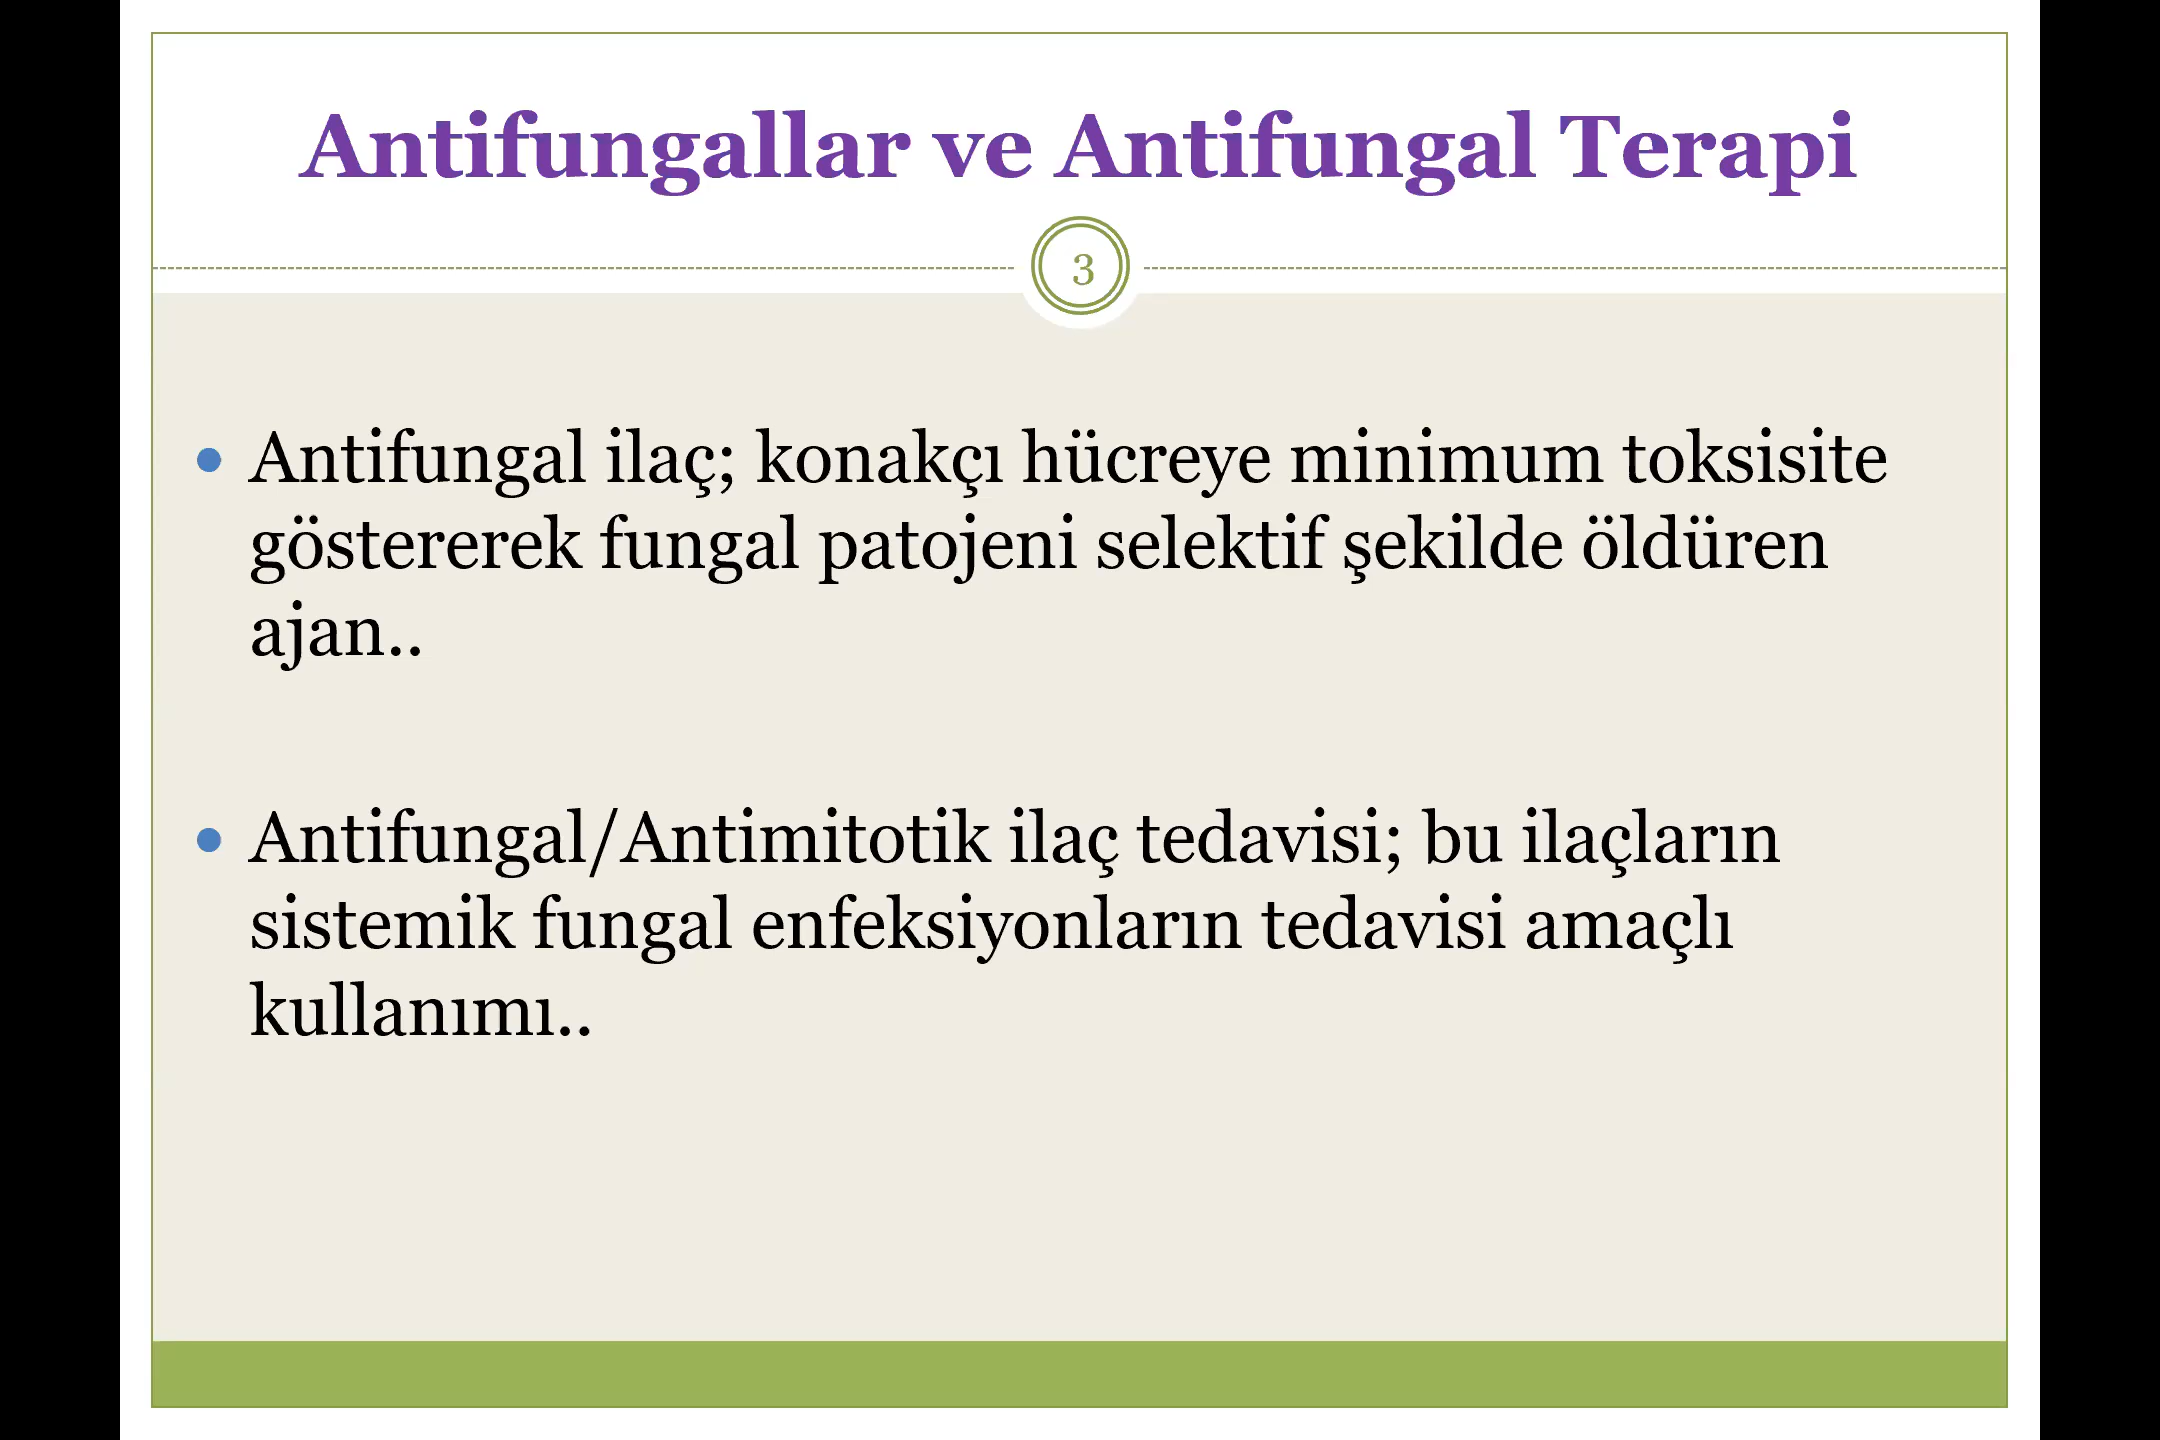 Antifungallar ve Antifungal Terapi
3
• Antifungal ilaç; konakçı hücreye minimum toksisite
göstererek fungal patojeni selektif şekilde öldüren
ajan..
• Antifungal/Antimitotik ilaç tedavisi; bu ilaçların
sistemik fungal enfeksiyonların tedavisi amaçlı
kullanımı..